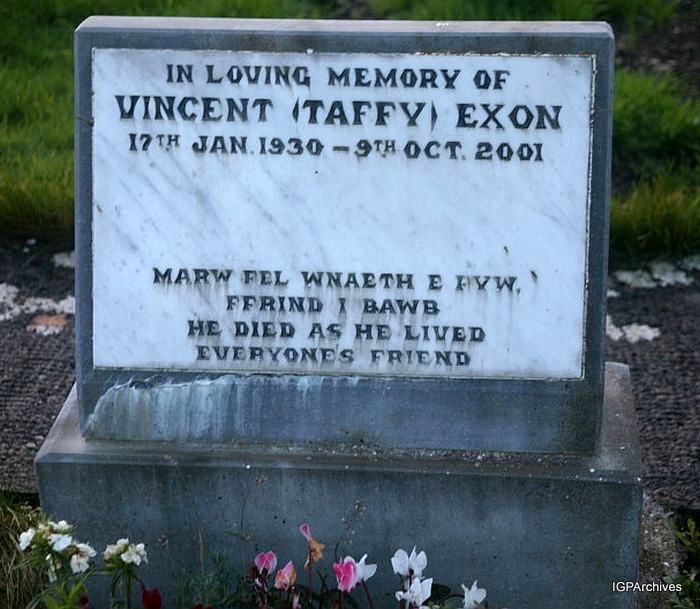 IN LOVING MEMORY OF
VINCENT (TAFFY) EXON
17TH JAN. 1930 - 9TH OCT. 2001
MARW FEL WNAETH E FYW,
FFRIND I BAWB
HE DIED AS HE LIVED
EVERYONE'S FRIEND
IGPArchives